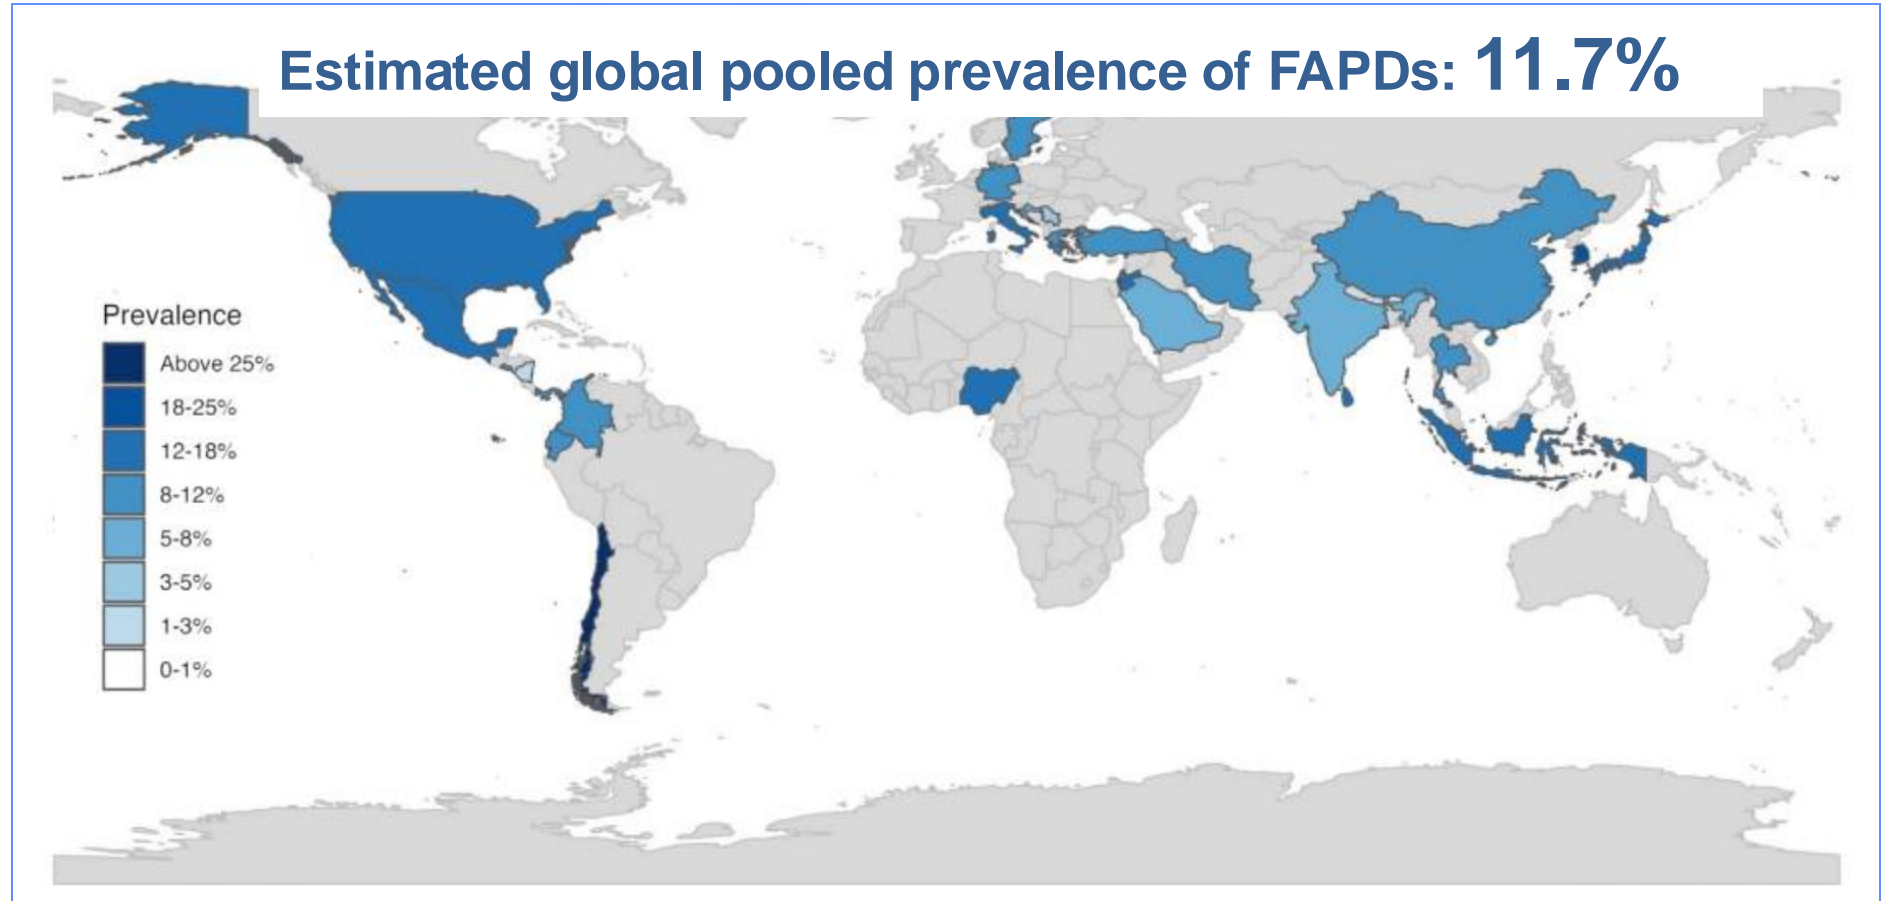 Estimated global pooled prevalence of FAPDs: 11.7%
Prevalence
Above 25%
18-25%
12-18%
8-12%
5-8%
3-5%
1-3%
0-1%